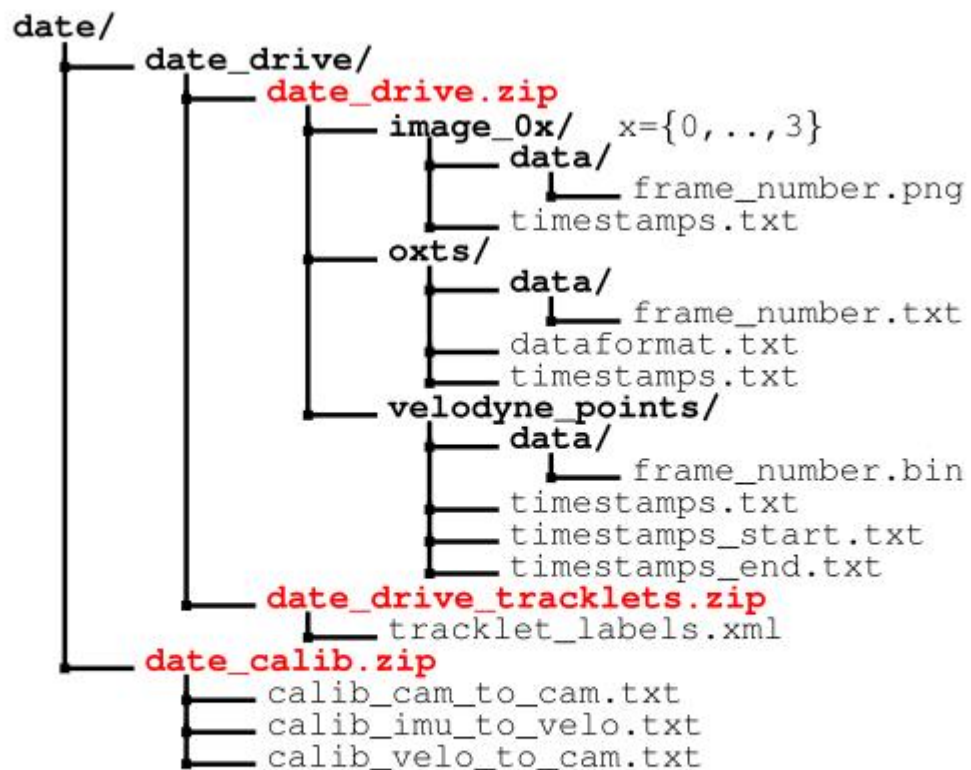 date/
date_drive/
date_drive.zip
image_0x/ x={0,..,3}
data/
frame_number.png
timestamps.txt
oxts/
data/
frame_number.txt
dataformat.txt
timestamps.txt
velodyne_points/
data/
frame_number.bin
timestamps.txt
timestamps_start.txt
timestamps_end.txt
date_drive_tracklets.zip
tracklet_labels.xml
date_calib.zip
calib_cam_to_cam.txt
calib_imu_to_velo.txt
calib_velo_to_cam.txt